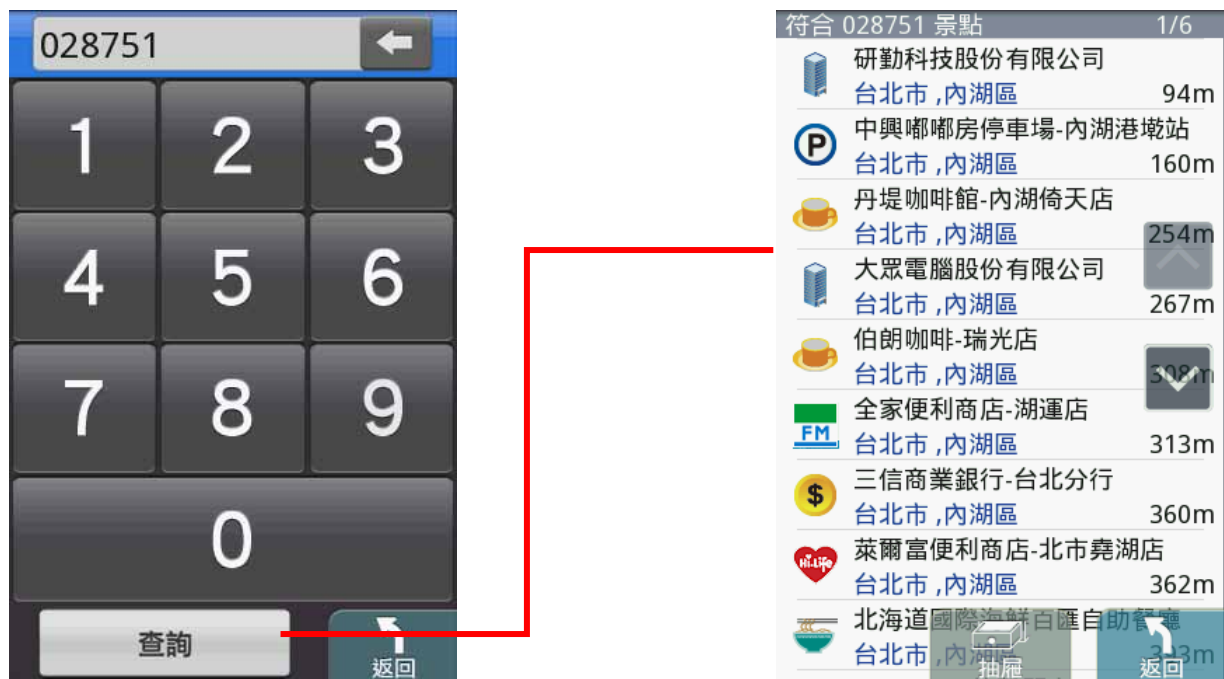 028751
1
2
3
4
5
6
7
8
9
0
查詢
返回
符合 028751 景點 1/6
研勤科技股份有限公司
台北市 ,內湖區 94m
中興嘟嘟房停車場-內湖港墘站
台北市 ,內湖區 160m
丹堤咖啡館-內湖倚天店
台北市 ,內湖區 254m
大眾電腦股份有限公司
台北市 ,內湖區 267m
伯朗咖啡-瑞光店
台北市 ,內湖區 308m
FM
全家便利商店-湖運店
台北市 ,內湖區 313m
三信商業銀行-台北分行
台北市 ,內湖區 360m
Hi-Life
萊爾富便利商店-北市堯湖店
台北市 ,內湖區 362m
北海道國際海鮮百匯自助餐廳
台北市 ,內湖區
抽屜
返回